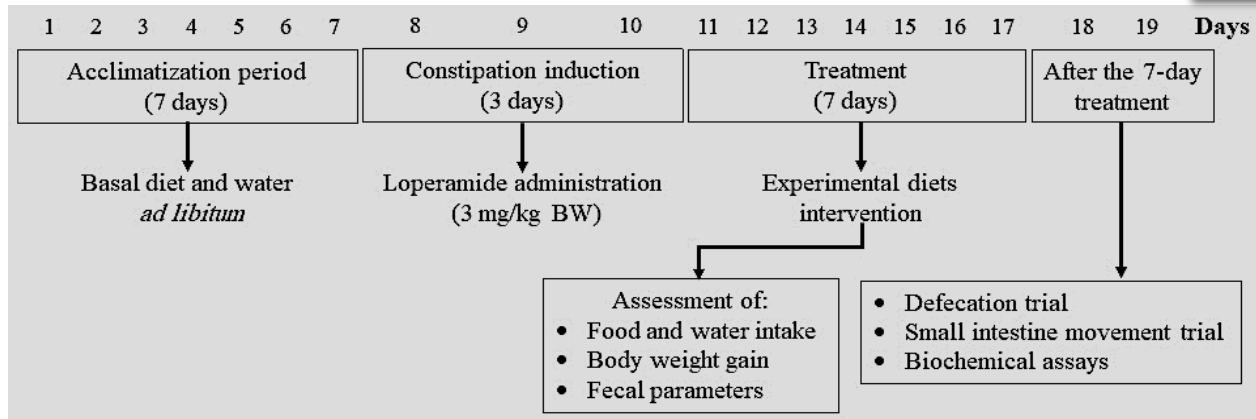 1 2 3 4 5 6 7 8 9 10 11 12 13 14 15 16 17 18 19 Days
Acclimatization period
(7 days)
Constipation induction
(3 days)
Treatment
(7 days)
After the 7-day
treatment
Basal diet and water
ad libitum
Loperamide administration
(3 mg/kg BW)
Experimental diets
intervention
Assessment of:
• Food and water intake
• Body weight gain
• Fecal parameters
• Defecation trial
• Small intestine movement trial
• Biochemical assays